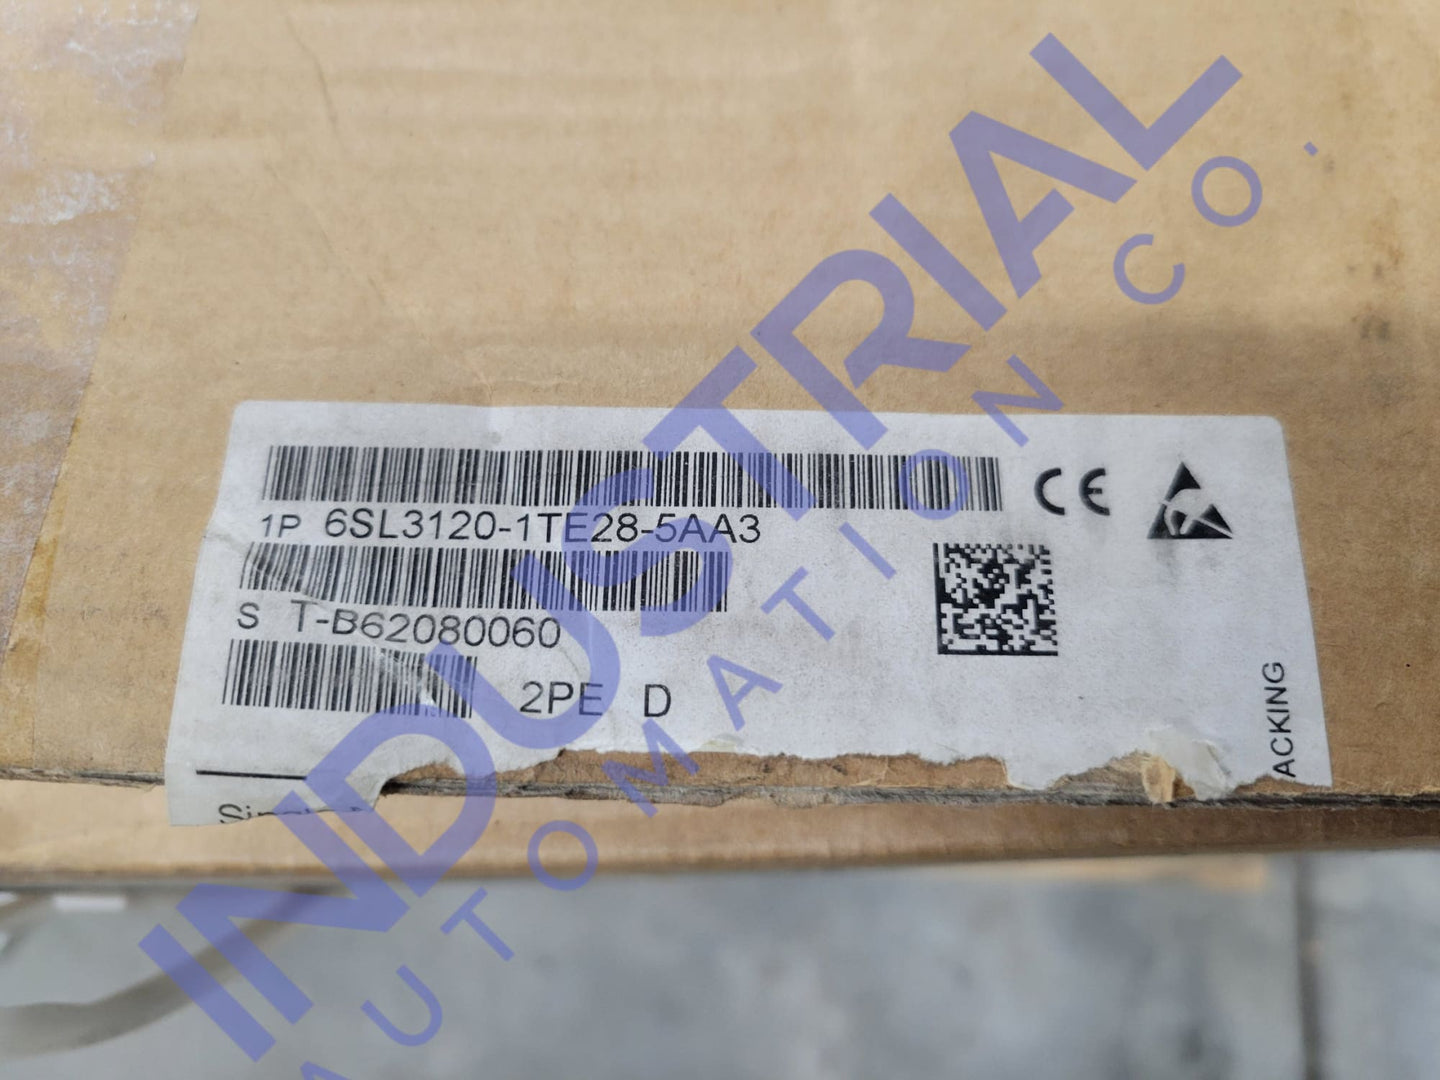 1P 6SL3120-1TE28-5AA3
S T-B62080060
2PE D
ACKING
INDUSTRIAL
AUTOMATION CO.